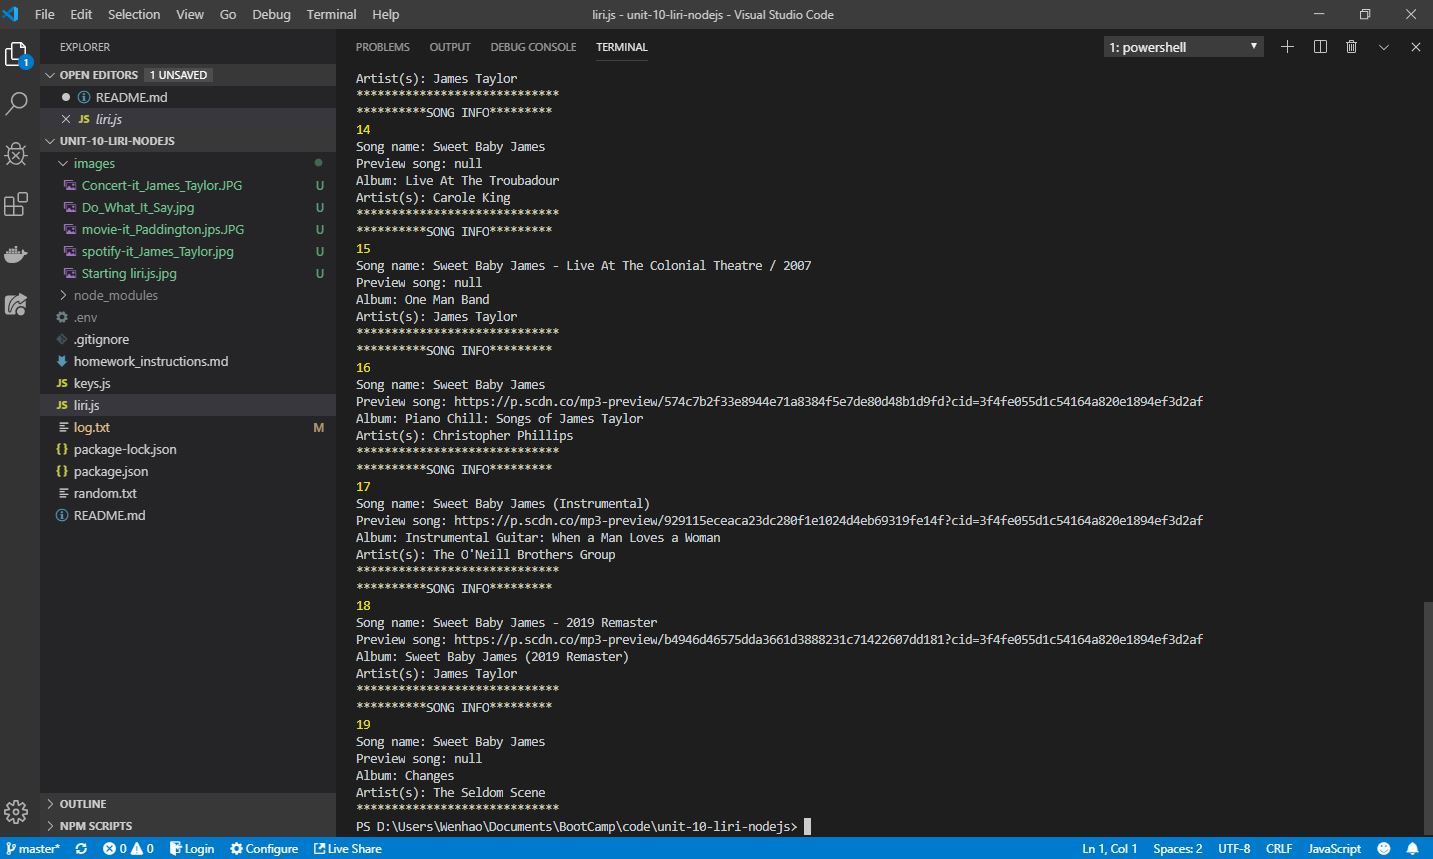 File Edit Selection View Go Debug Terminal Help
liri.js - unit-10-liri-nodejs - Visual Studio Code
EXPLORER
OPEN EDITORS 1 UNSAVED
README.md
JS liri.js
UNIT-10-LIRI-NODEJS
images
Concert-it_James_Taylor.JPG U
Do_What_It_Say.jpg U
movie-it_Paddington.jps.JPG U
spotify-it_James_Taylor.jpg U
Starting liri.js.jpg U
node_modules
.env
.gitignore
homework_instructions.md
JS keys.js
JS liri.js
log.txt M
{} package-lock.json
{} package.json
random.txt
README.md
OUTLINE
NPM SCRIPTS
1
PROBLEMS OUTPUT DEBUG CONSOLE TERMINAL
1: powershell
Artist(s): James Taylor
*****************************
**********SONG INFO*********
14
Song name: Sweet Baby James
Preview song: null
Album: Live At The Troubadour
Artist(s): Carole King
*****************************
**********SONG INFO*********
15
Song name: Sweet Baby James - Live At The Colonial Theatre / 2007
Preview song: null
Album: One Man Band
Artist(s): James Taylor
*****************************
**********SONG INFO*********
16
Song name: Sweet Baby James
Preview song: https://p.scdn.co/mp3-preview/574c7b2f33e8944e71a8384f5e7de80d48b1d9fd?cid=3f4fe055d1c54164a820e1894ef3d2af
Album: Piano Chill: Songs of James Taylor
Artist(s): Christopher Phillips
*****************************
**********SONG INFO*********
17
Song name: Sweet Baby James (Instrumental)
Preview song: https://p.scdn.co/mp3-preview/929115eceaca23dc280f1e1024d4eb69319fe14f?cid=3f4fe055d1c54164a820e1894ef3d2af
Album: Instrumental Guitar: When a Man Loves a Woman
Artist(s): The O'Neill Brothers Group
*****************************
**********SONG INFO*********
18
Song name: Sweet Baby James - 2019 Remaster
Preview song: https://p.scdn.co/mp3-preview/b4946d46575dda3661d3888231c71422607dd181?cid=3f4fe055d1c54164a820e1894ef3d2af
Album: Sweet Baby James (2019 Remaster)
Artist(s): James Taylor
*****************************
**********SONG INFO*********
19
Song name: Sweet Baby James
Preview song: null
Album: Changes
Artist(s): The Seldom Scene
*****************************
PS D:\Users\Wenhao\Documents\BootCamp\code\unit-10-liri-nodejs>
master* 0 0 Login Configure Live Share Ln 1, Col 1 Spaces: 2 UTF-8 CRLF JavaScript